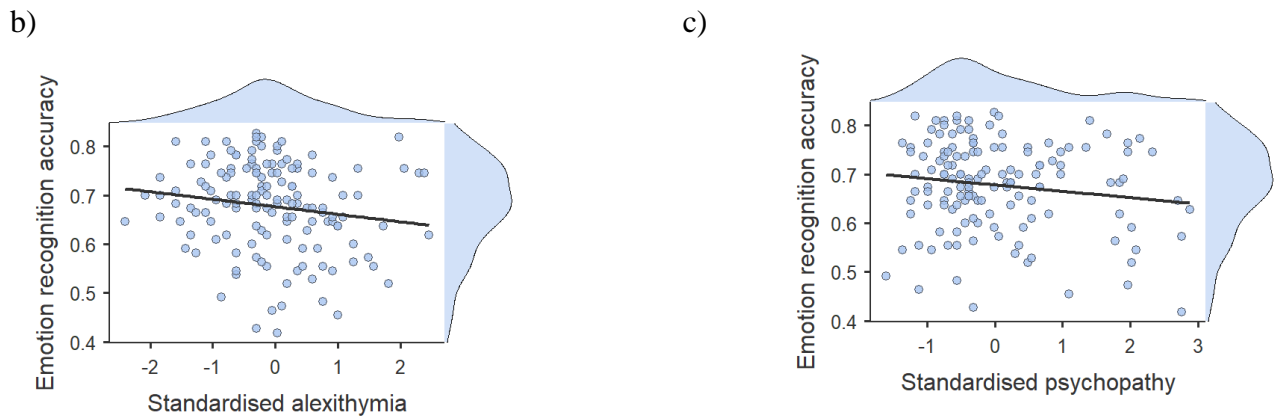 b)
Emotion recognition accuracy
0.8
0.7
0.6
0.5
0.4
-2 -1 0 1 2
Standardised alexithymia
c)
Emotion recognition accuracy
0.8
0.7
0.6
0.5
0.4
-1 0 1 2 3
Standardised psychopathy